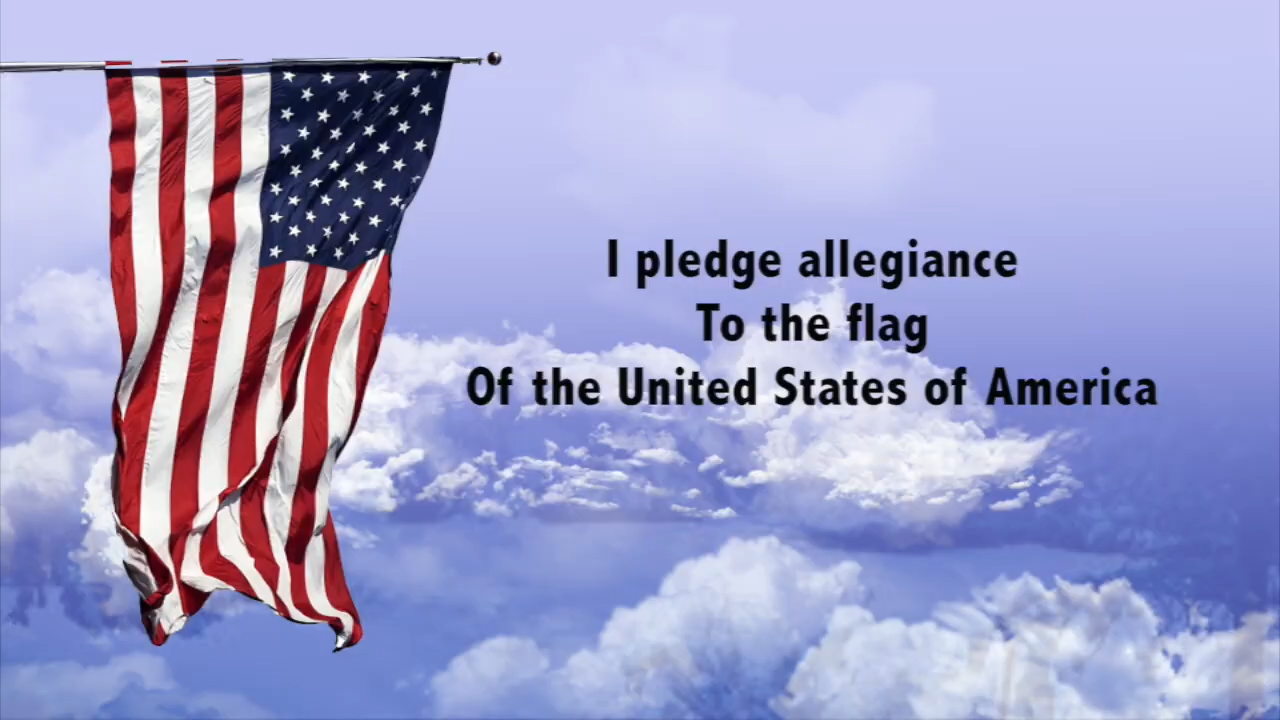 I pledge allegiance
To the flag
Of the United States of America